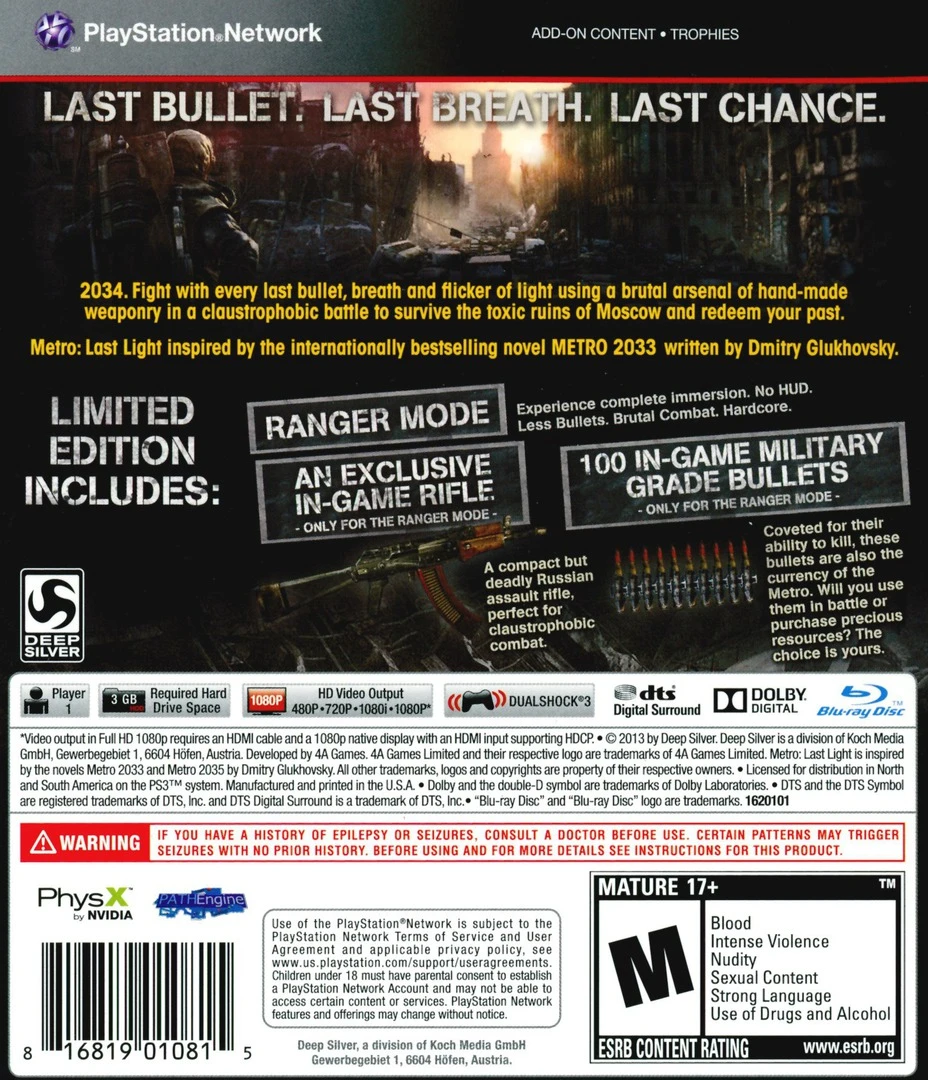 PlayStation®Network
SM
ADD-ON CONTENT • TROPHIES
LAST BULLET. LAST BREATH. LAST CHANCE.
2034. Fight with every last bullet, breath and flicker of light using a brutal arsenal of hand-made
weaponry in a claustrophobic battle to survive the toxic ruins of Moscow and redeem your past.
Metro: Last Light inspired by the internationally bestselling novel METRO 2033 written by Dmitry Glukhovsky.
LIMITED
EDITION
INCLUDES:
RANGER MODE
Experience complete immersion. No HUD.
Less Bullets. Brutal Combat. Hardcore.
AN EXCLUSIVE
IN-GAME RIFLE
- ONLY FOR THE RANGER MODE -
100 IN-GAME MILITARY
GRADE BULLETS
- ONLY FOR THE RANGER MODE -
A compact but
deadly Russian
assault rifle,
perfect for
claustrophobic
combat.
Coveted for their
ability to kill, these
bullets are also the
currency of the
Metro. Will you use
them in battle or
purchase precious
resources? The
choice is yours.
DEEP
SILVER
Player
1
3 GB
HDD
Required Hard
Drive Space
1080P
HD Video Output
480P•720P•1080i•1080P*
DUALSHOCK®3
dts
Digital Surround
DOLBY
DIGITAL
Blu-ray Disc™
*Video output in Full HD 1080p requires an HDMI cable and a 1080p native display with an HDMI input supporting HDCP. • © 2013 by Deep Silver. Deep Silver is a division of Koch Media
GmbH, Gewerbegebiet 1, 6604 Höfen, Austria. Developed by 4A Games. 4A Games Limited and their respective logo are trademarks of 4A Games Limited. Metro: Last Light is inspired
by the novels Metro 2033 and Metro 2035 by Dmitry Glukhovsky. All other trademarks, logos and copyrights are property of their respective owners. • Licensed for distribution in North
and South America on the PS3™ system. Manufactured and printed in the U.S.A. • Dolby and the double-D symbol are trademarks of Dolby Laboratories. • DTS and the DTS Symbol
are registered trademarks of DTS, Inc. and DTS Digital Surround is a trademark of DTS, Inc.• “Blu-ray Disc” and “Blu-ray Disc” logo are trademarks. 1620101
WARNING
IF YOU HAVE A HISTORY OF EPILEPSY OR SEIZURES, CONSULT A DOCTOR BEFORE USE. CERTAIN PATTERNS MAY TRIGGER
SEIZURES WITH NO PRIOR HISTORY. BEFORE USING AND FOR MORE DETAILS SEE INSTRUCTIONS FOR THIS PRODUCT.
PhysX™
by NVIDIA
PATHEngine
Use of the PlayStation®Network is subject to the
PlayStation Network Terms of Service and User
Agreement and applicable privacy policy, see
www.us.playstation.com/support/useragreements.
Children under 18 must have parental consent to establish
a PlayStation Network Account and may not be able to
access certain content or services. PlayStation Network
features and offerings may change without notice.
Deep Silver, a division of Koch Media GmbH
Gewerbegebiet 1, 6604 Höfen, Austria.
8 16819 01081 5
MATURE 17+ ™
M
Blood
Intense Violence
Nudity
Sexual Content
Strong Language
Use of Drugs and Alcohol
ESRB CONTENT RATING www.esrb.org